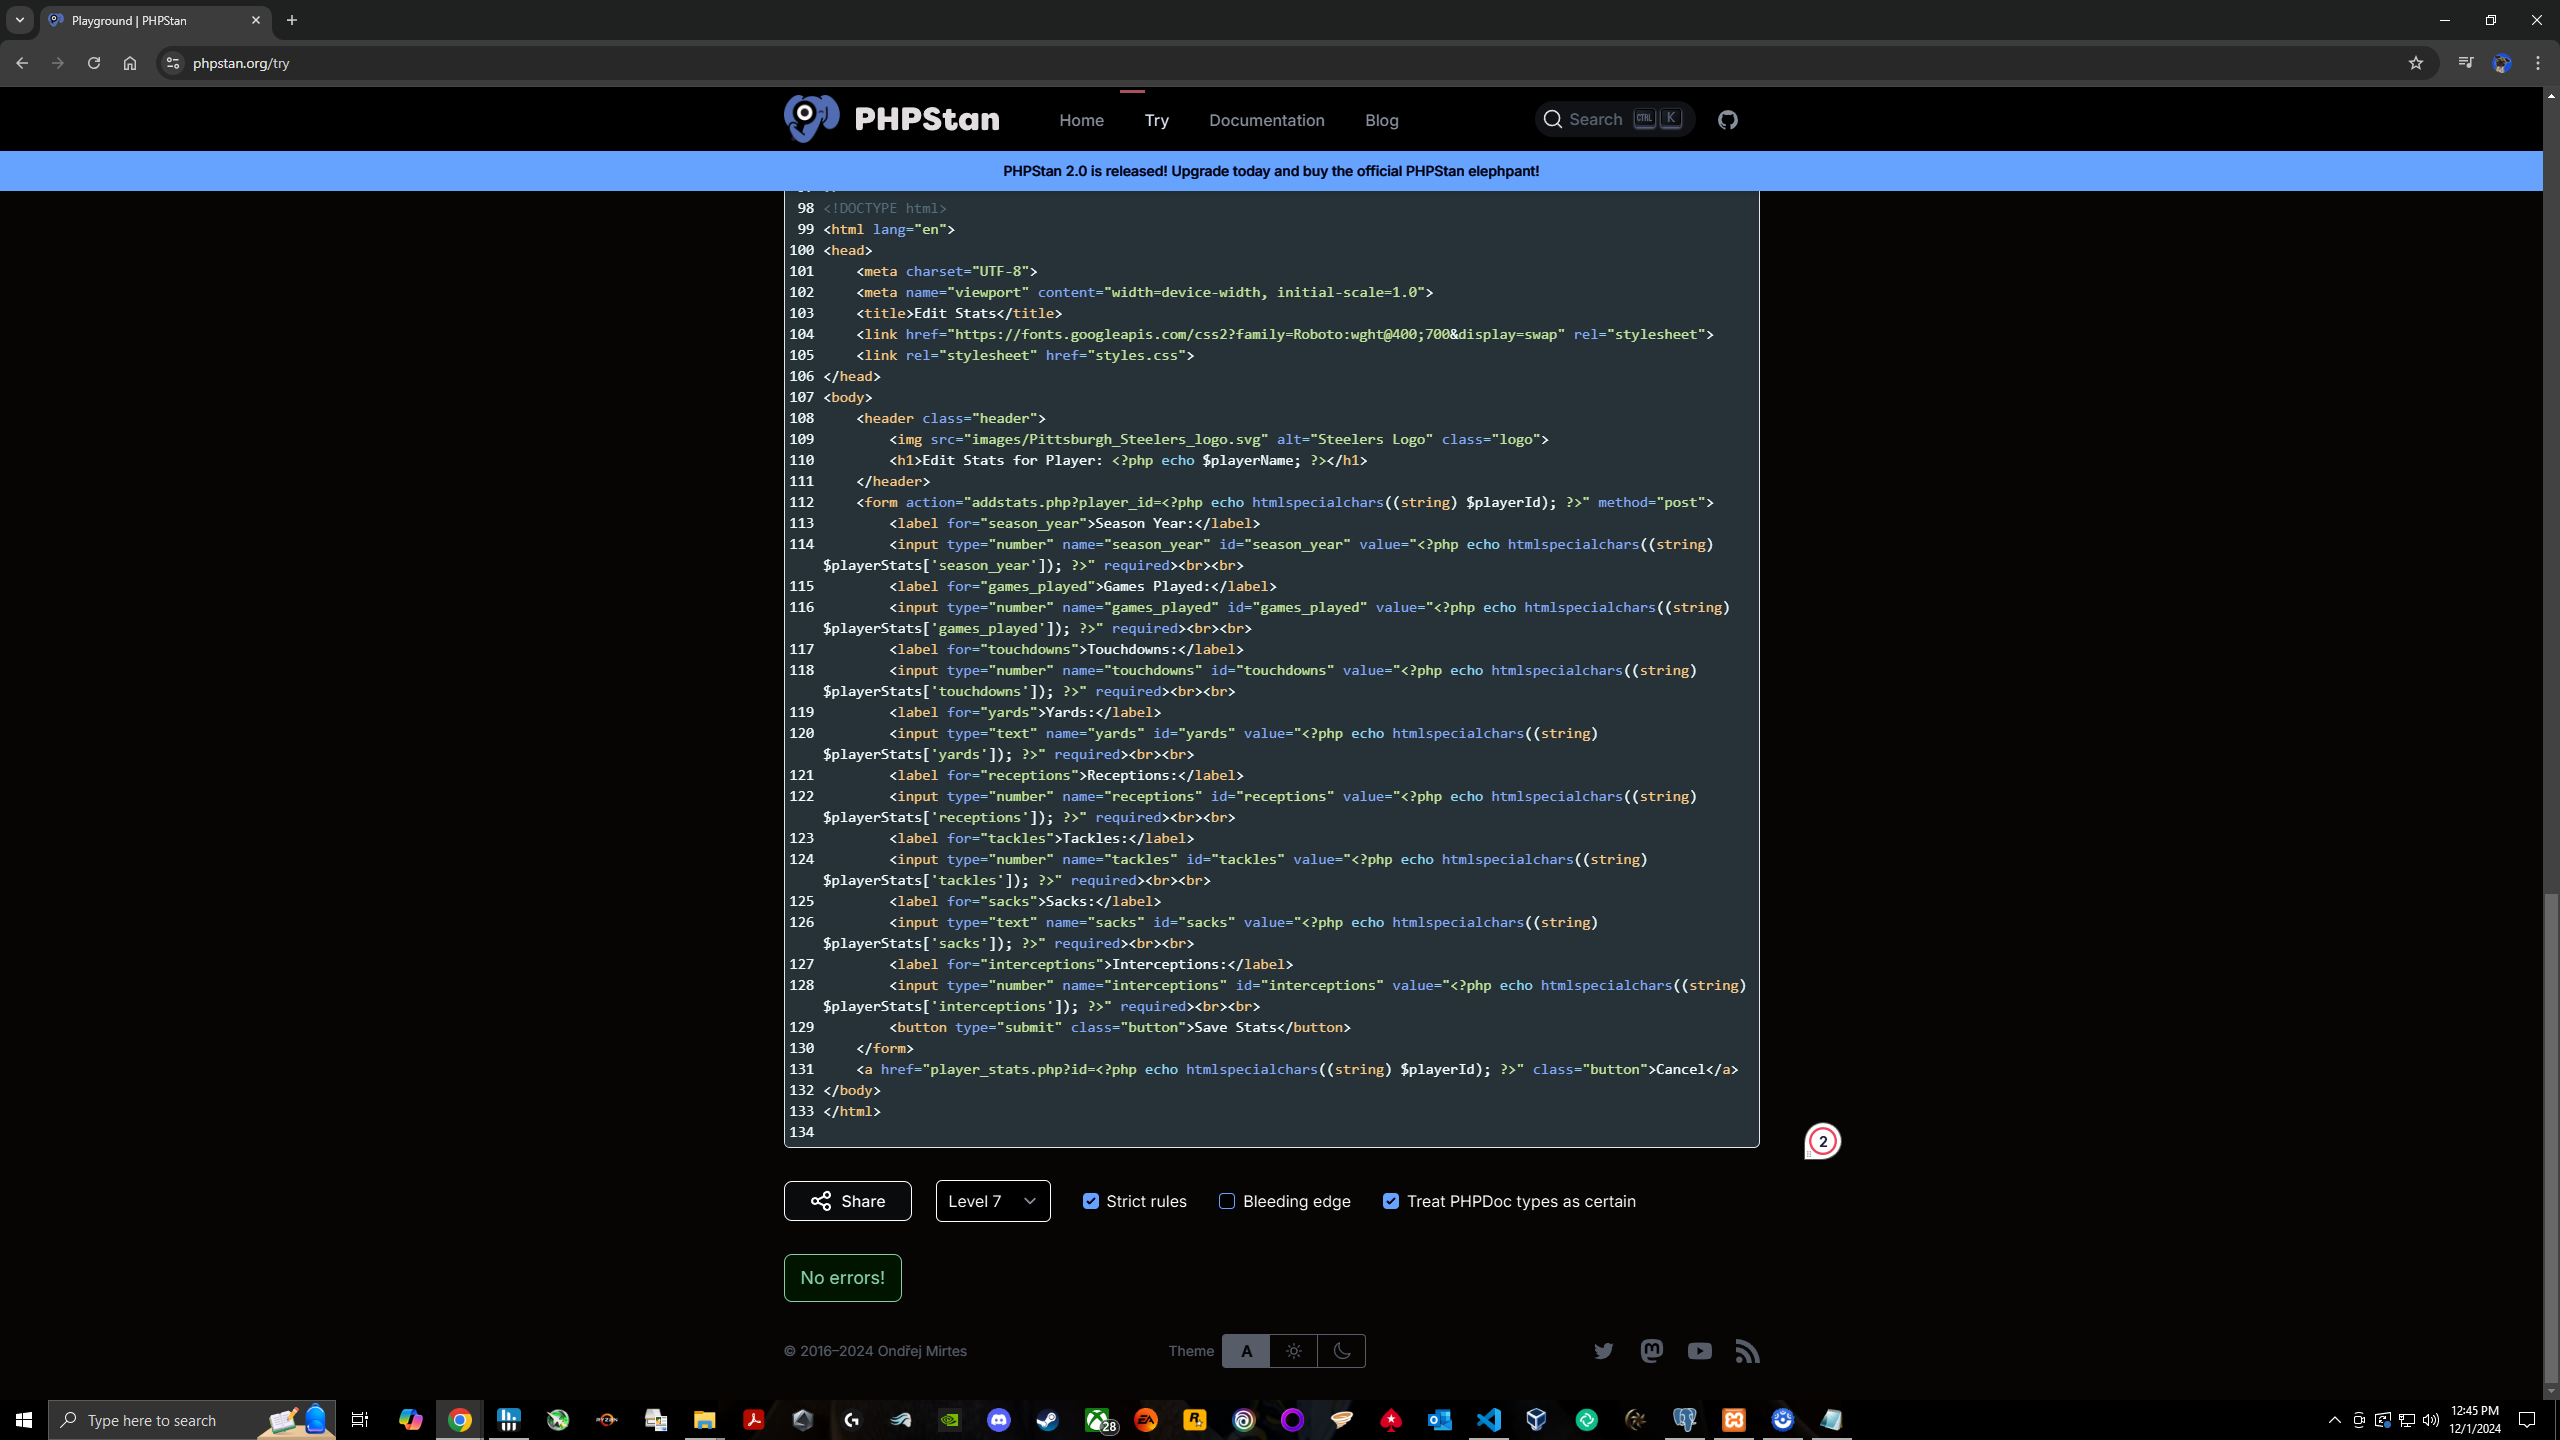 Playground | PHPStan
phpstan.org/try
PHPStan
Home
Try
Documentation
Blog
Search
CTRL
K
PHPStan 2.0 is released! Upgrade today and buy the official PHPStan elephpant!
98 <!DOCTYPE html>
99 <html lang="en">
100 <head>
101     <meta charset="UTF-8">
102     <meta name="viewport" content="width=device-width, initial-scale=1.0">
103     <title>Edit Stats</title>
104     <link href="https://fonts.googleapis.com/css2?family=Roboto:wght@400;700&display=swap" rel="stylesheet">
105     <link rel="stylesheet" href="styles.css">
106 </head>
107 <body>
108     <header class="header">
109         <img src="images/Pittsburgh_Steelers_logo.svg" alt="Steelers Logo" class="logo">
110         <h1>Edit Stats for Player: <?php echo $playerName; ?></h1>
111     </header>
112     <form action="addstats.php?player_id=<?php echo htmlspecialchars((string) $playerId); ?>" method="post">
113         <label for="season_year">Season Year:</label>
114         <input type="number" name="season_year" id="season_year" value="<?php echo htmlspecialchars((string)
$playerStats['season_year']); ?>" required><br><br>
115         <label for="games_played">Games Played:</label>
116         <input type="number" name="games_played" id="games_played" value="<?php echo htmlspecialchars((string)
$playerStats['games_played']); ?>" required><br><br>
117         <label for="touchdowns">Touchdowns:</label>
118         <input type="number" name="touchdowns" id="touchdowns" value="<?php echo htmlspecialchars((string)
$playerStats['touchdowns']); ?>" required><br><br>
119         <label for="yards">Yards:</label>
120         <input type="text" name="yards" id="yards" value="<?php echo htmlspecialchars((string)
$playerStats['yards']); ?>" required><br><br>
121         <label for="receptions">Receptions:</label>
122         <input type="number" name="receptions" id="receptions" value="<?php echo htmlspecialchars((string)
$playerStats['receptions']); ?>" required><br><br>
123         <label for="tackles">Tackles:</label>
124         <input type="number" name="tackles" id="tackles" value="<?php echo htmlspecialchars((string)
$playerStats['tackles']); ?>" required><br><br>
125         <label for="sacks">Sacks:</label>
126         <input type="text" name="sacks" id="sacks" value="<?php echo htmlspecialchars((string)
$playerStats['sacks']); ?>" required><br><br>
127         <label for="interceptions">Interceptions:</label>
128         <input type="number" name="interceptions" id="interceptions" value="<?php echo htmlspecialchars((string)
$playerStats['interceptions']); ?>" required><br><br>
129         <button type="submit" class="button">Save Stats</button>
130     </form>
131     <a href="player_stats.php?id=<?php echo htmlspecialchars((string) $playerId); ?>" class="button">Cancel</a>
132 </body>
133 </html>
134
2
Share
Level 7
Strict rules
Bleeding edge
Treat PHPDoc types as certain
No errors!
© 2016–2024 Ondřej Mirtes
Theme
A
Type here to search
RYZEN
EA
R
28
12:45 PM
12/1/2024